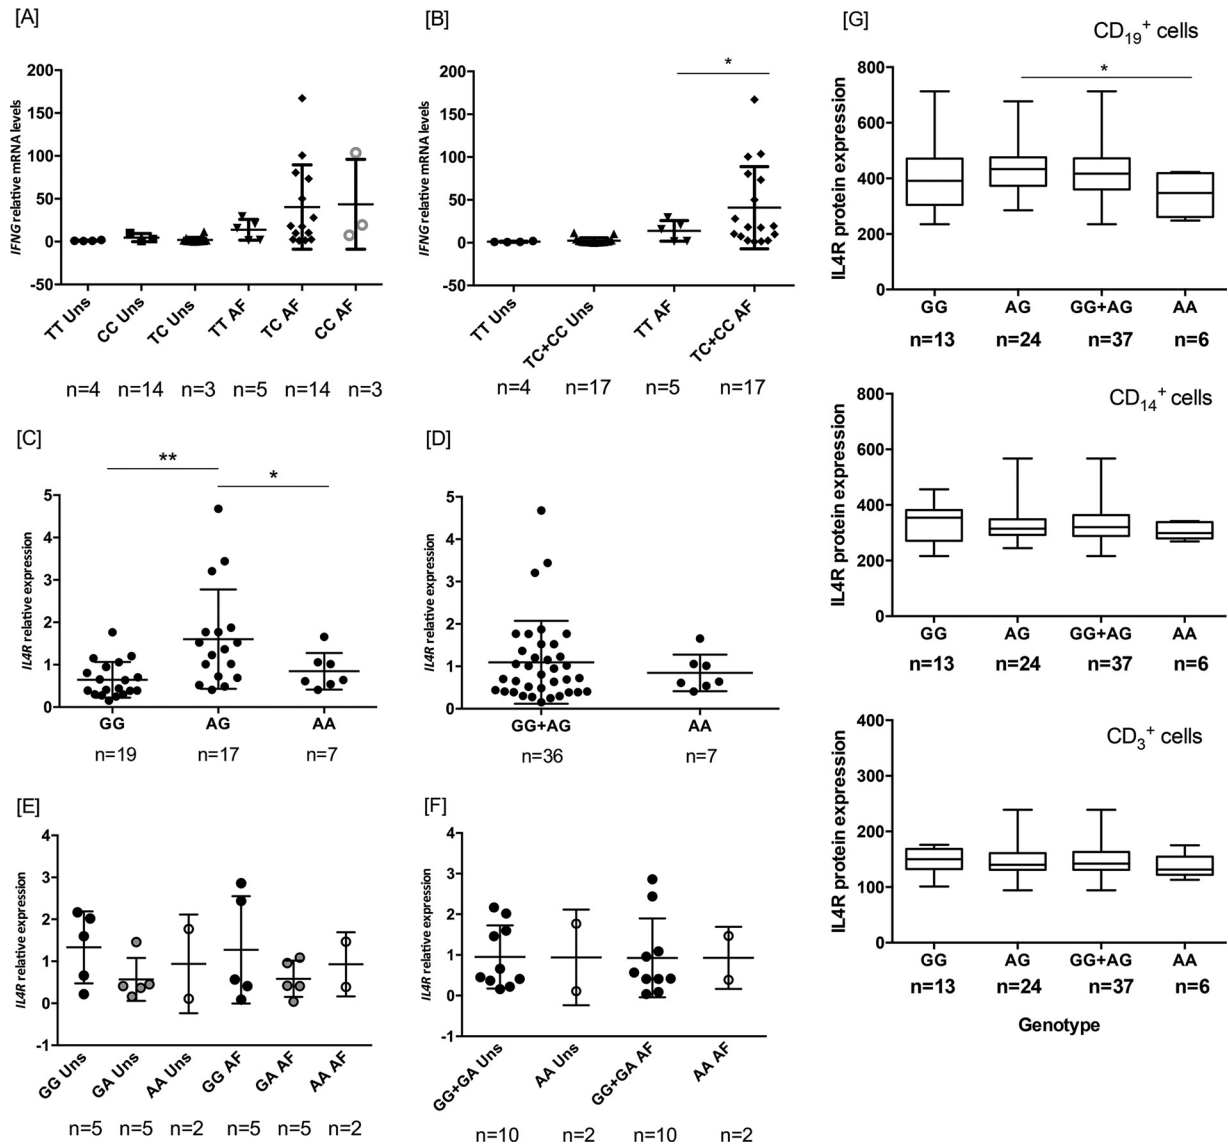 [A]
IFNG relative mRNA levels
200
150
100
50
0
-50
TT Uns
CC Uns
TC Uns
TT AF
TC AF
CC AF
n=4 n=14 n=3 n=5 n=14 n=3
[B]
*
IFNG relative mRNA levels
200
150
100
50
0
-50
TT Uns
TC+CC Uns
TT AF
TC+CC AF
n=4 n=17 n=5 n=17
[C]
**
*
IL4R relative expression
5
4
3
2
1
0
GG AG AA
n=19 n=17 n=7
[D]
IL4R relative expression
5
4
3
2
1
0
GG+AG AA
n=36 n=7
[E]
IL4R relative expression
4
3
2
1
0
-1
GG Uns
GA Uns
AA Uns
GG AF
GA AF
AA AF
n=5 n=5 n=2 n=5 n=5 n=2
[F]
IL4R relative expression
4
3
2
1
0
-1
GG+GA Uns
AA Uns
GG+GA AF
AA AF
n=10 n=2 n=10 n=2
[G]
CD19+ cells
*
IL4R protein expression
800
600
400
200
0
GG AG GG+AG AA
n=13 n=24 n=37 n=6
CD14+ cells
IL4R protein expression
800
600
400
200
0
GG AG GG+AG AA
n=13 n=24 n=37 n=6
CD3+ cells
IL4R protein expression
400
300
150
100
0
GG AG GG+AG AA
n=13 n=24 n=37 n=6
Genotype